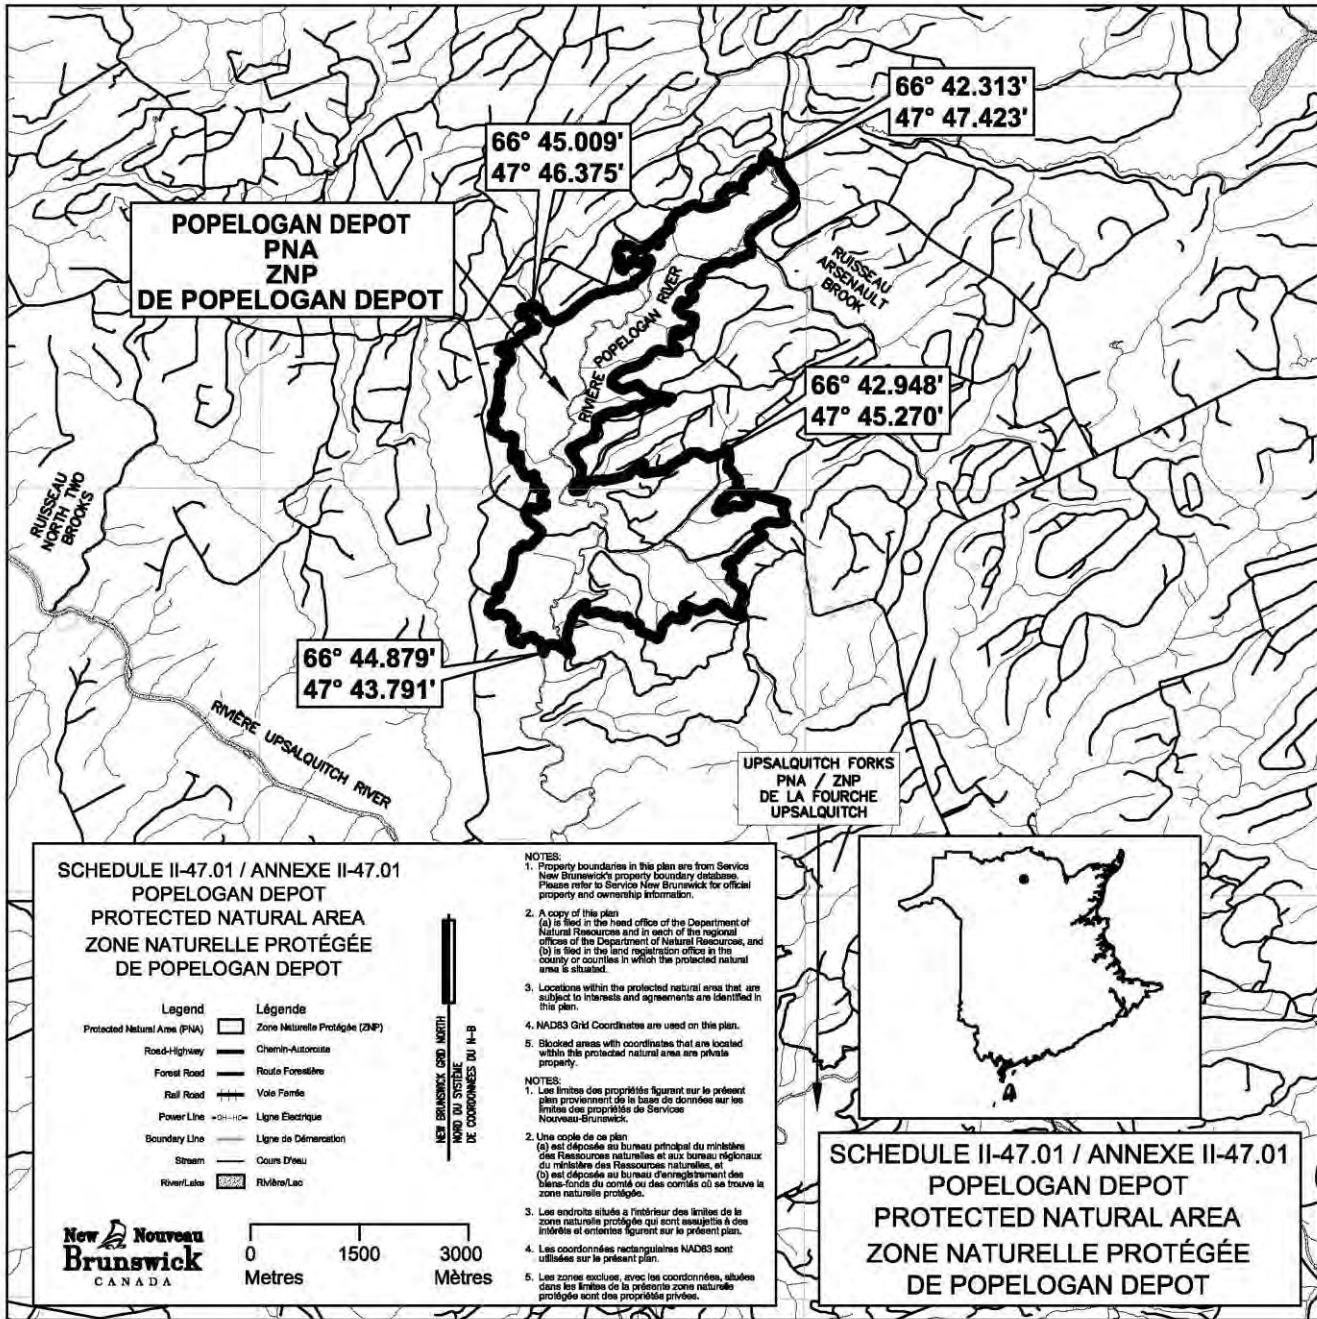 66° 42.313'
47° 47.423'
66° 45.009'
47° 46.375'
POPELOGAN DEPOT
PNA
ZNP
DE POPELOGAN DEPOT
RUISSEAU
ARSENAULT
BROOK
RIVIÈRE POPELOGAN RIVER
66° 42.948'
47° 45.270'
RUISSEAU
NORTH TWO
BROOKS
66° 44.879'
47° 43.791'
RIVIÈRE UPSALQUITCH RIVER
UPSALQUITCH FORKS
PNA / ZNP
DE LA FOURCHE
UPSALQUITCH
SCHEDULE II-47.01 / ANNEXE II-47.01
POPELOGAN DEPOT
PROTECTED NATURAL AREA
ZONE NATURELLE PROTÉGÉE
DE POPELOGAN DEPOT
Legend Légende
Protected Natural Area (PNA) Zone Naturelle Protégée (ZNP)
Road-Highway Chemin-Autoroute
Forest Road Route Forestière
Rail Road Voie Ferrée
Power Line Ligne Électrique
Boundary Line Ligne de Démarcation
Stream Cours D'eau
River/Lake Rivière/Lac
NEW BRUNSWICK GRID NORTH
NORD DU SYSTÈME
DE COORDONNÉES DU N-B
New Nouveau
Brunswick
CANADA
0 1500 3000
Metres Mètres
NOTES:
1. Property boundaries in this plan are from Service
New Brunswick's property boundary database.
Please refer to Service New Brunswick for official
property and ownership information.
2. A copy of this plan
(a) is filed in the head office of the Department of
Natural Resources and in each of the regional
offices of the Department of Natural Resources, and
(b) is filed in the land registration office in the
county or counties in which the protected natural
area is situated.
3. Locations within the protected natural area that are
subject to interests and agreements are identified in
this plan.
4. NAD83 Grid Coordinates are used on this plan.
5. Blocked areas with coordinates that are located
within this protected natural area are private
property.
NOTES:
1. Les limites des propriétés figurant sur le présent
plan proviennent de la base de données sur les
limites des propriétés de Services
Nouveau-Brunswick.
2. Une copie de ce plan
(a) est déposée au bureau principal du ministère
des Ressources naturelles et aux bureau régionaux
du ministère des Ressources naturelles, et
(b) est déposée au bureau d'enregistrement des
biens-fonds du comté ou des comtés où se trouve la
zone naturelle protégée.
3. Les endroits situés a l'intérieur des limites de la
zone naturelle protégée qui sont assujettis à des
intérêts et ententes figurent sur le présent plan.
4. Les coordonnées rectangulaires NAD83 sont
utilisées sur le présent plan.
5. Les zones exclues, avec les coordonnées, situées
dans les limites de la présente zone naturelle
protégée sont des propriétés privées.
SCHEDULE II-47.01 / ANNEXE II-47.01
POPELOGAN DEPOT
PROTECTED NATURAL AREA
ZONE NATURELLE PROTÉGÉE
DE POPELOGAN DEPOT